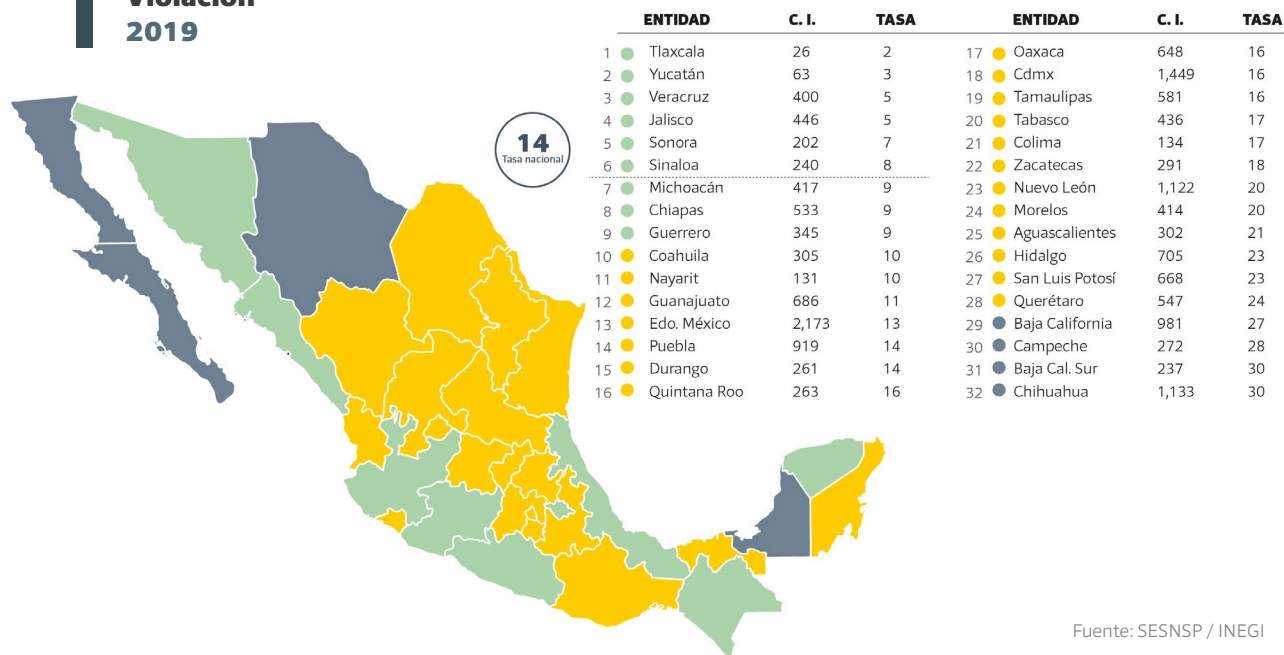 Violación
2019
14
Tasa nacional
ENTIDAD C. I. TASA
1 Tlaxcala 26 2
2 Yucatán 63 3
3 Veracruz 400 5
4 Jalisco 446 5
5 Sonora 202 7
6 Sinaloa 240 8
7 Michoacán 417 9
8 Chiapas 533 9
9 Guerrero 345 9
10 Coahuila 305 10
11 Nayarit 131 10
12 Guanajuato 686 11
13 Edo. México 2,173 13
14 Puebla 919 14
15 Durango 261 14
16 Quintana Roo 263 16
ENTIDAD C. I. TASA
17 Oaxaca 648 16
18 Cdmx 1,449 16
19 Tamaulipas 581 16
20 Tabasco 436 17
21 Colima 134 17
22 Zacatecas 291 18
23 Nuevo León 1,122 20
24 Morelos 414 20
25 Aguascalientes 302 21
26 Hidalgo 705 23
27 San Luis Potosí 668 23
28 Querétaro 547 24
29 Baja California 981 27
30 Campeche 272 28
31 Baja Cal. Sur 237 30
32 Chihuahua 1,133 30
Fuente: SESNSP / INEGI